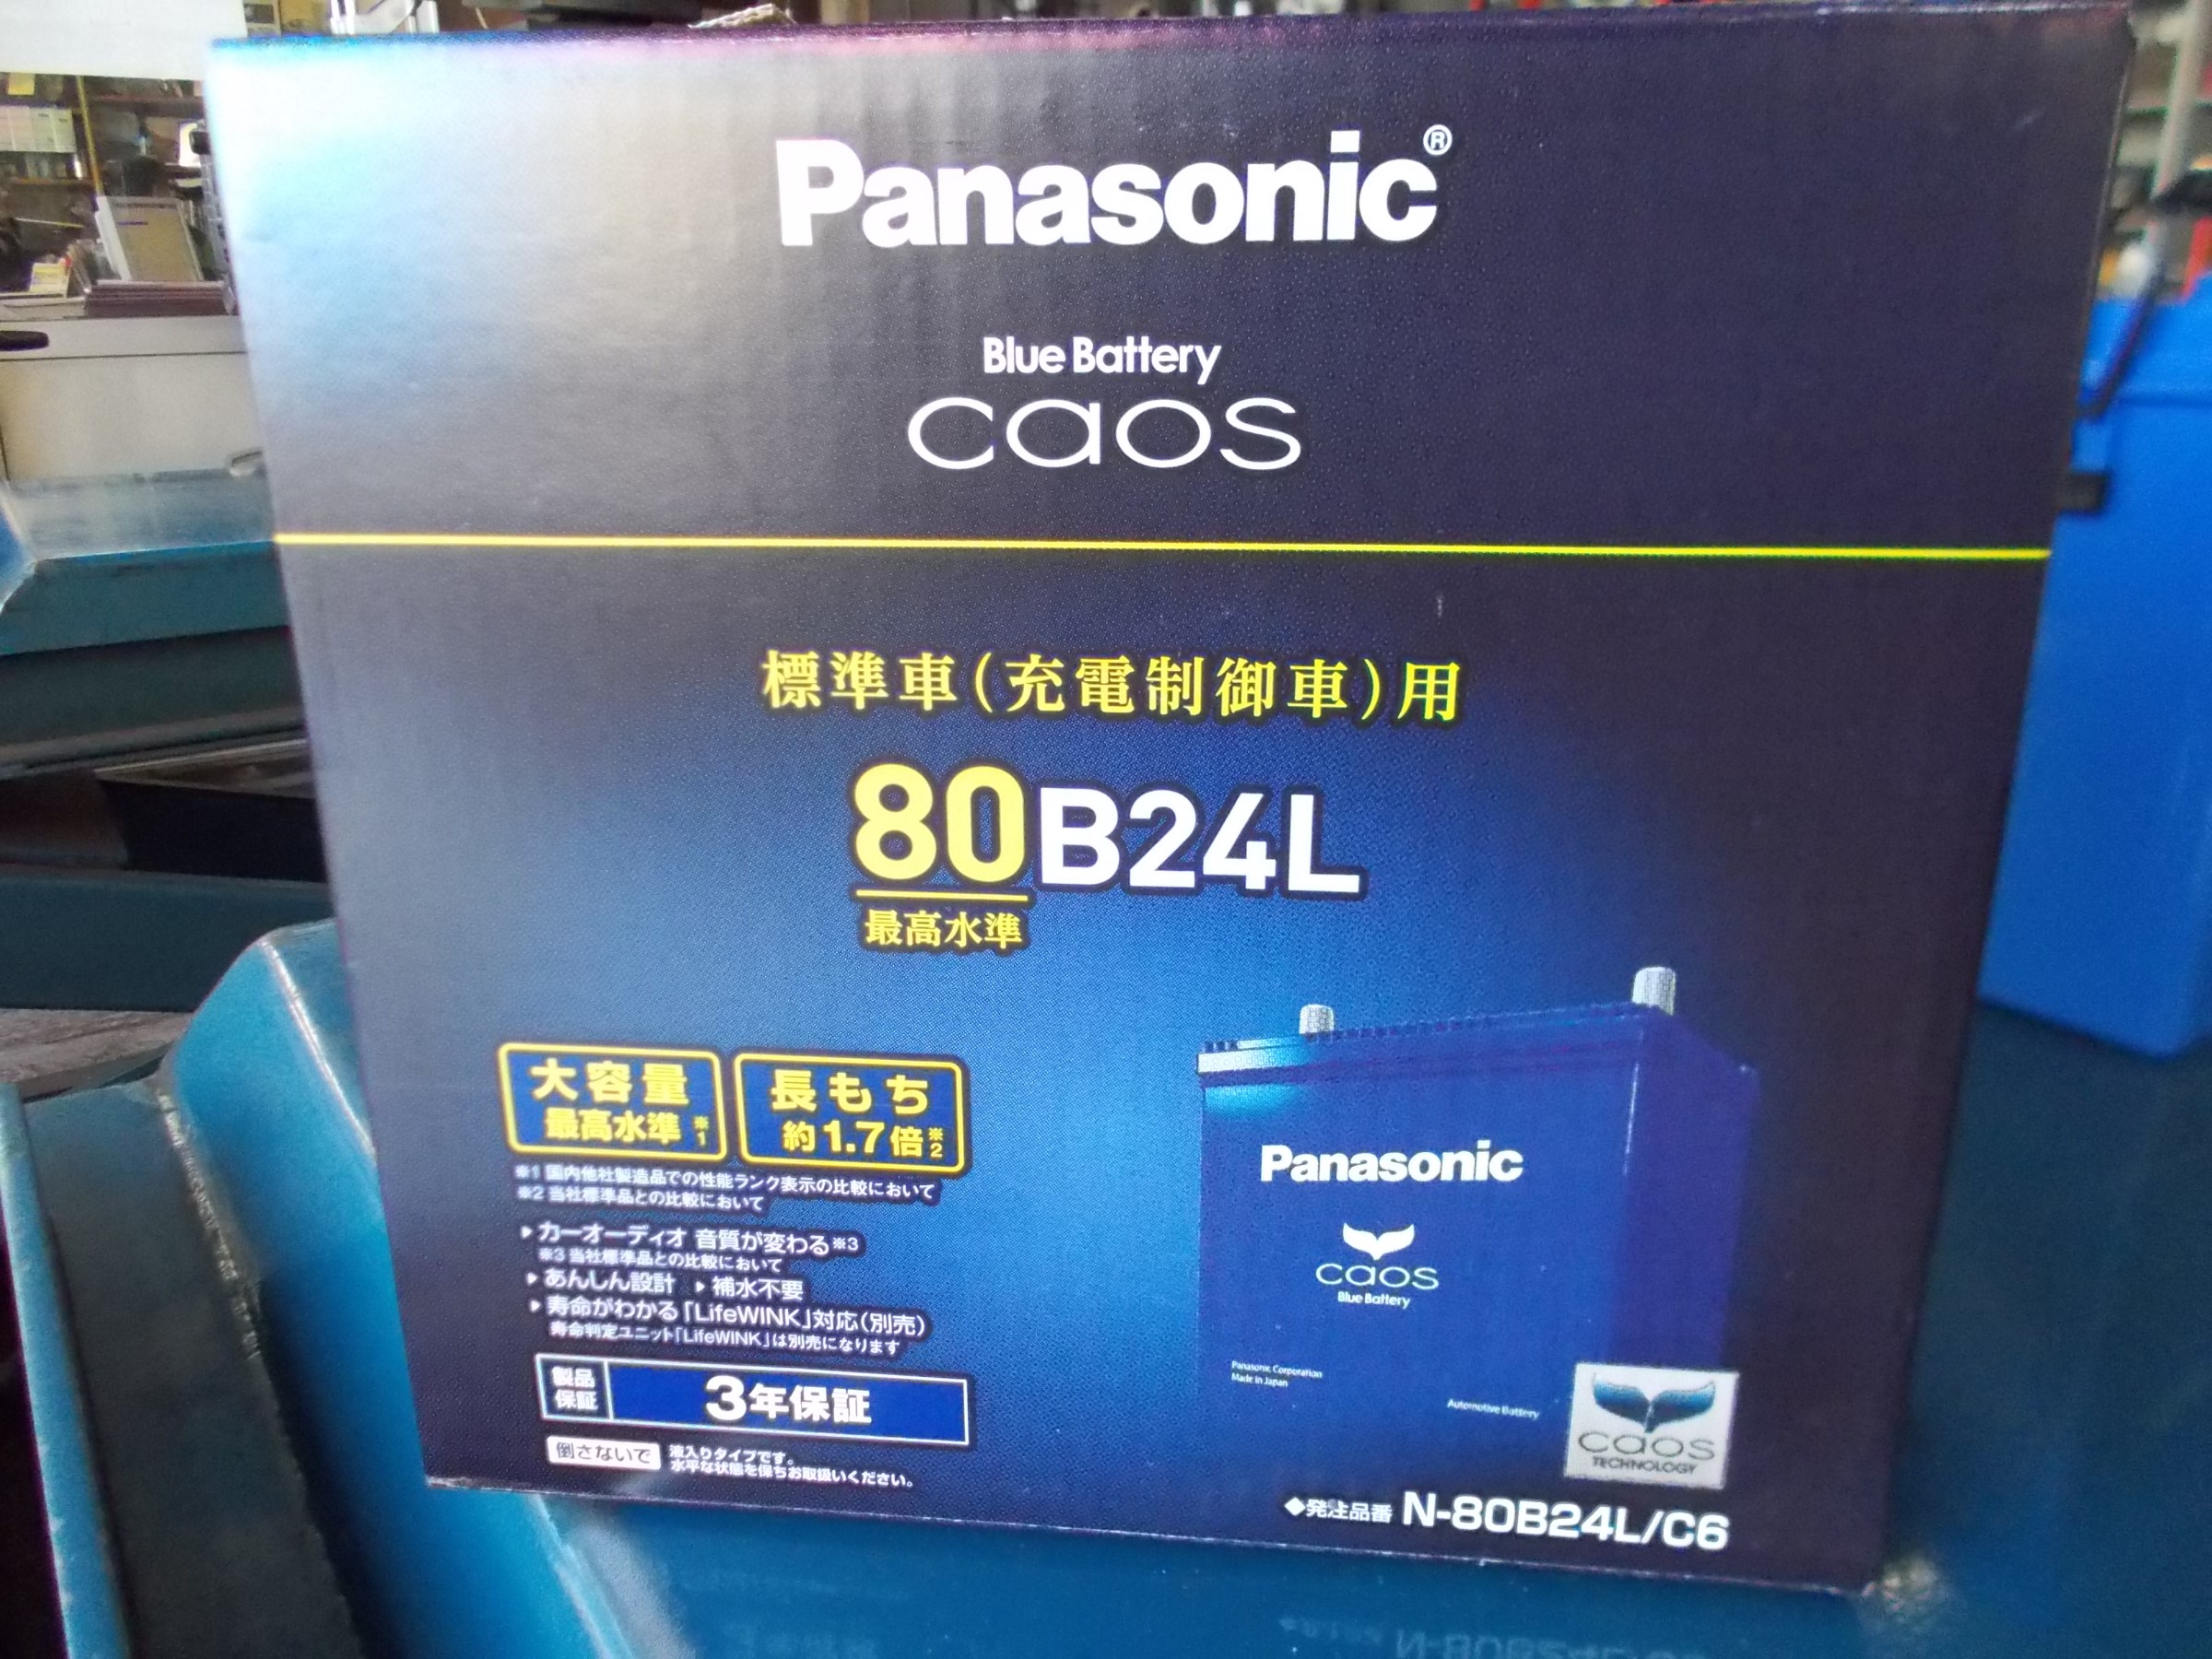 Panasonic®
Blue Battery
caos
標準車(充電制御車)用
80B24L
最高水準
大容量
最高水準※1
長もち
約1.7倍※2
※1 国内他社製造品での性能ランク表示の比較において
※2 当社標準品との比較において
▶カーオーディオ 音質が変わる※3
※3 当社標準品との比較において
▶あんしん設計 ▶補水不要
▶寿命がわかる「LifeWINK」対応(別売)
寿命判定ユニット「LifeWINK」は別売になります
製品保証
3年保証
倒さないで
液入りタイプです。
水平な状態を保ちお取扱いください。
Panasonic
caos
Blue Battery
Panasonic Corporation
Made in Japan
Automotive Battery
caos
TECHNOLOGY
◆発注品番 N-80B24L/C6